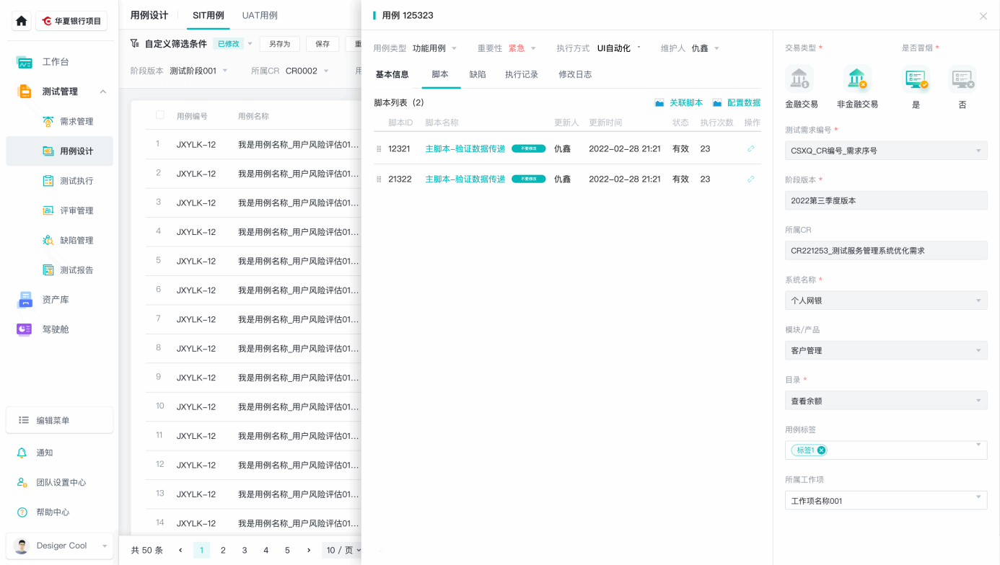 华夏银行项目
工作台
测试管理
需求管理
用例设计
测试执行
评审管理
缺陷管理
测试报告
资产库
驾驶舱
编辑菜单
通知
团队设置中心
帮助中心
Desiger Cool
用例设计 SIT用例 UAT用例
自定义筛选条件 已修改 另存为 保存 重
阶段版本 测试阶段001 所属CR CR0002 用
用例编号 用例名称
1 JXYLK-12 我是用例名称_用户风险评估01...
2 JXYLK-12 我是用例名称_用户风险评估01...
3 JXYLK-12 我是用例名称_用户风险评估01...
4 JXYLK-12 我是用例名称_用户风险评估01...
5 JXYLK-12 我是用例名称_用户风险评估01...
6 JXYLK-12 我是用例名称_用户风险评估01...
7 JXYLK-12 我是用例名称_用户风险评估01...
8 JXYLK-12 我是用例名称_用户风险评估01...
9 JXYLK-12 我是用例名称_用户风险评估01...
10 JXYLK-12 我是用例名称_用户风险评估01...
11 JXYLK-12 我是用例名称_用户风险评估01...
12 JXYLK-12 我是用例名称_用户风险评估01...
13 JXYLK-12 我是用例名称_用户风险评估01...
14 JXYLK-12 我是用例名称_用户风险评估01...
共 50 条 1 2 3 4 5 10 / 页
用例 125323
用例类型 功能用例 重要性 紧急 执行方式 UI自动化 维护人 仇鑫
基本信息 脚本 缺陷 执行记录 修改日志
脚本列表（2） 关联脚本 配置数据
脚本ID 脚本名称 更新人 更新时间 状态 执行次数 操作
12321 主脚本-验证数据传递 不要修改 仇鑫 2022-02-28 21:21 有效 23
21322 主脚本-验证数据传递 不要修改 仇鑫 2022-02-28 21:21 有效 23
交易类型 * 是否冒烟 *
金融交易 非金融交易 是 否
测试需求编号 *
CSXQ_CR编号_需求序号
阶段版本 *
2022第三季度版本
所属CR
CR221253_测试服务管理系统优化需求
系统名称 *
个人网银
模块/产品
客户管理
目录 *
查看余额
用例标签
标签1
所属工作项
工作项名称001